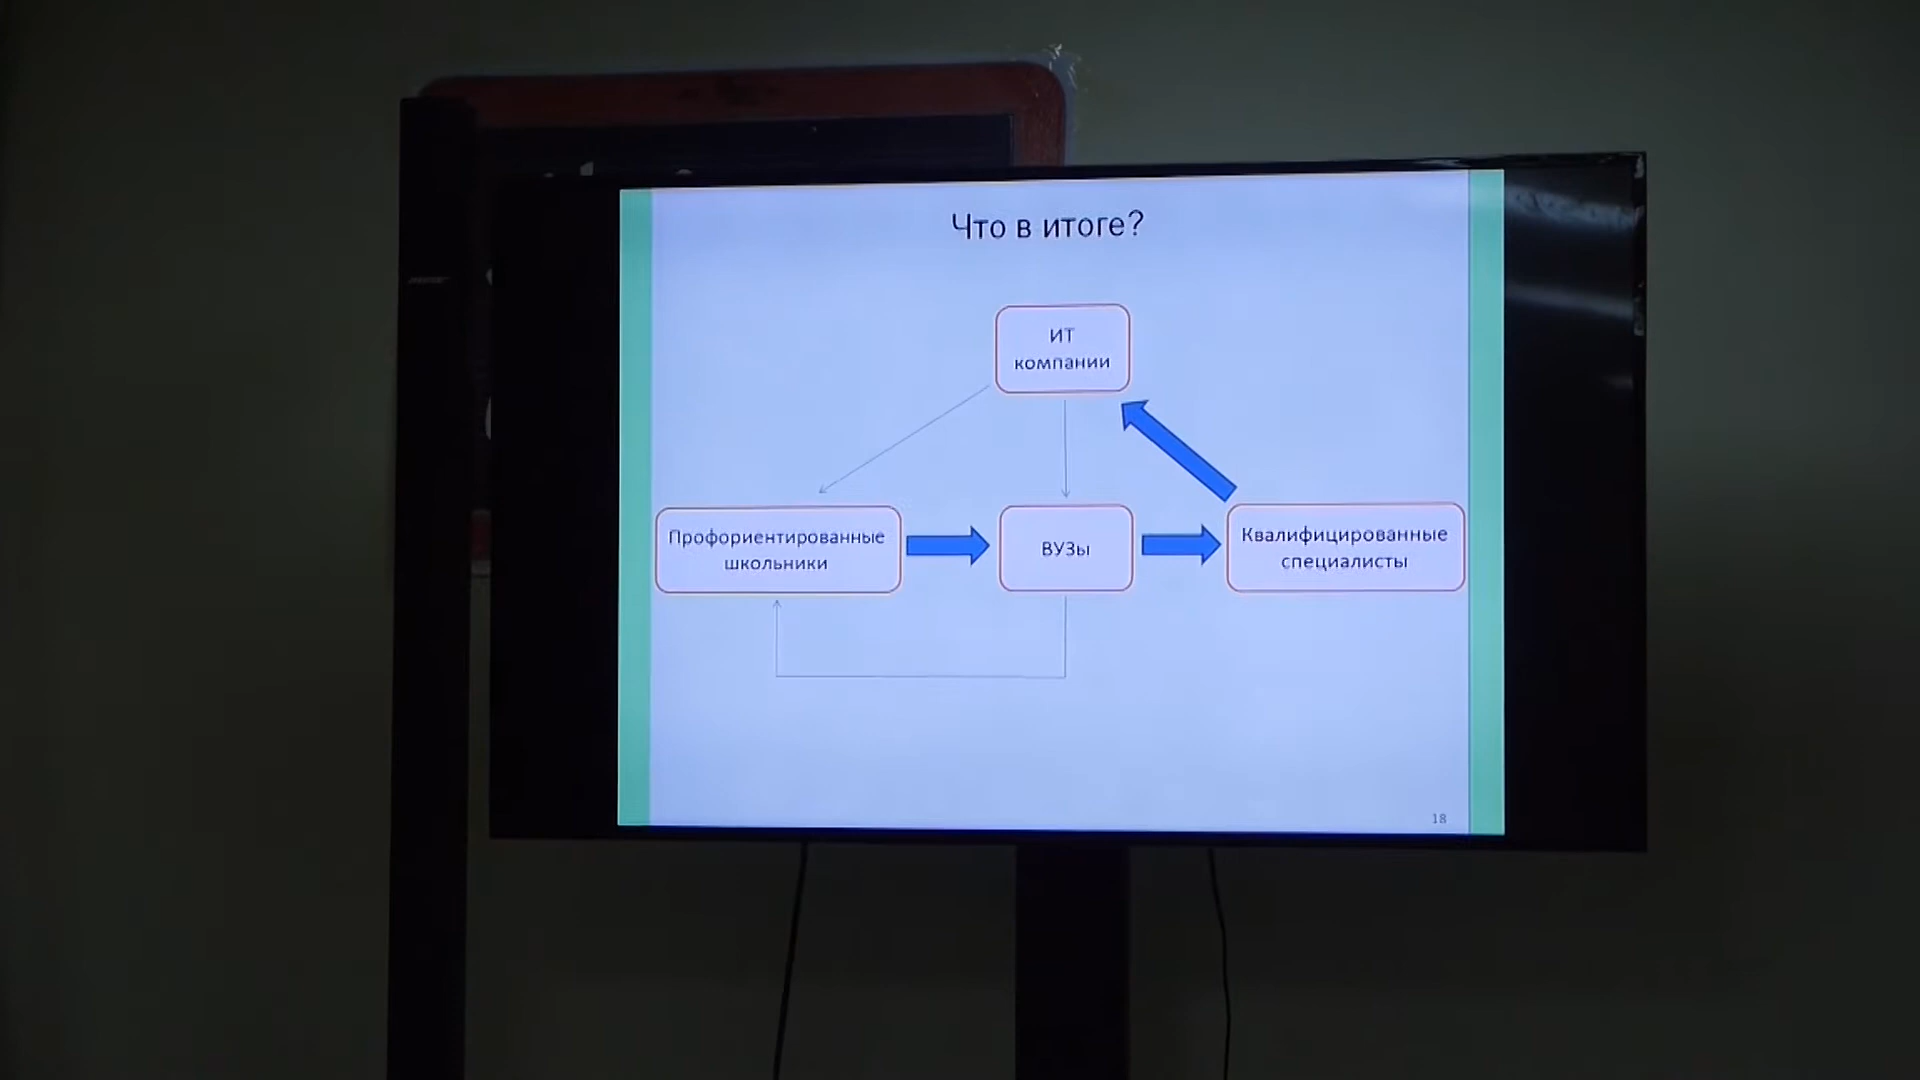 Что в итоге?
ИТ
компании
Профориентированные
школьники
ВУЗы
Квалифицированные
специалисты
18